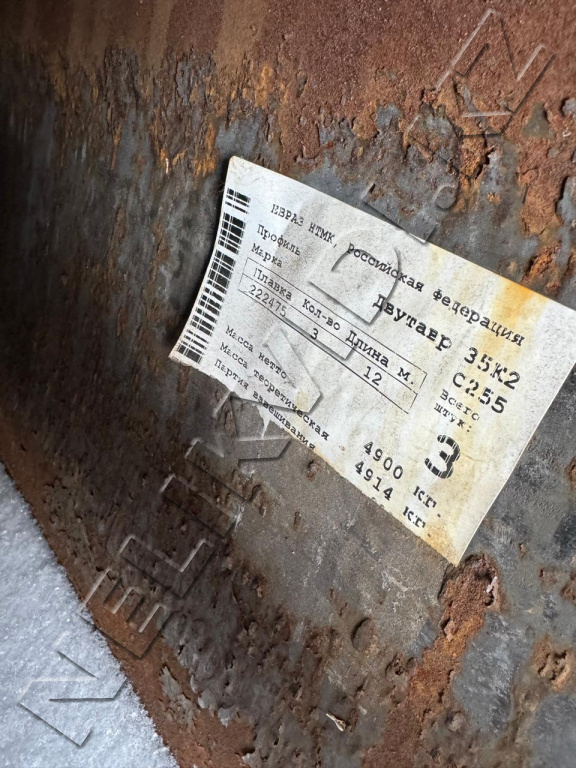 ЕВРАЗ НТМК, Российская федерация
Профиль Двутавр 35К2
Марка С255
Плавка Кол-во Длина м.
222475 3 12
Всего
штук:
3
Масса нетто 4900 кг.
Масса теоретическая 4914 кг.
Партия взвешивания